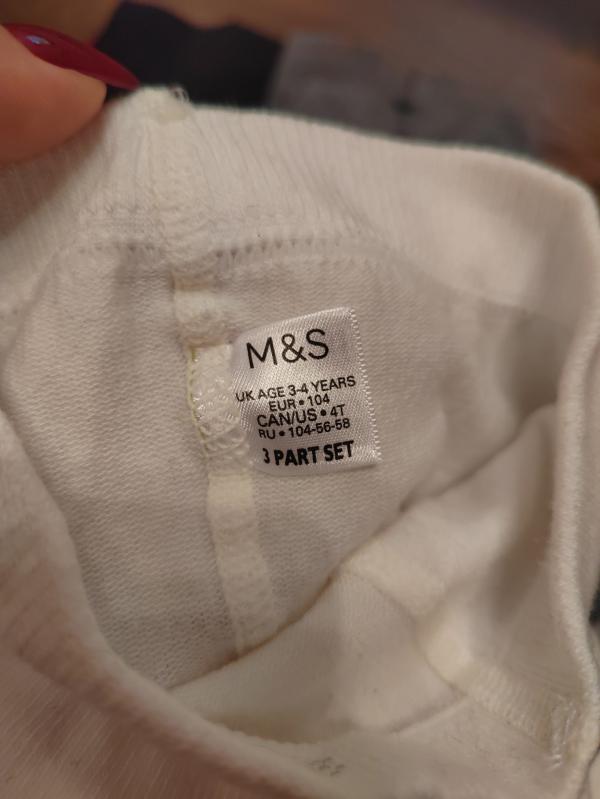 M&S
UK AGE 3-4 YEARS
EUR • 104
CAN/US • 4T
RU • 104-56-58
3 PART SET